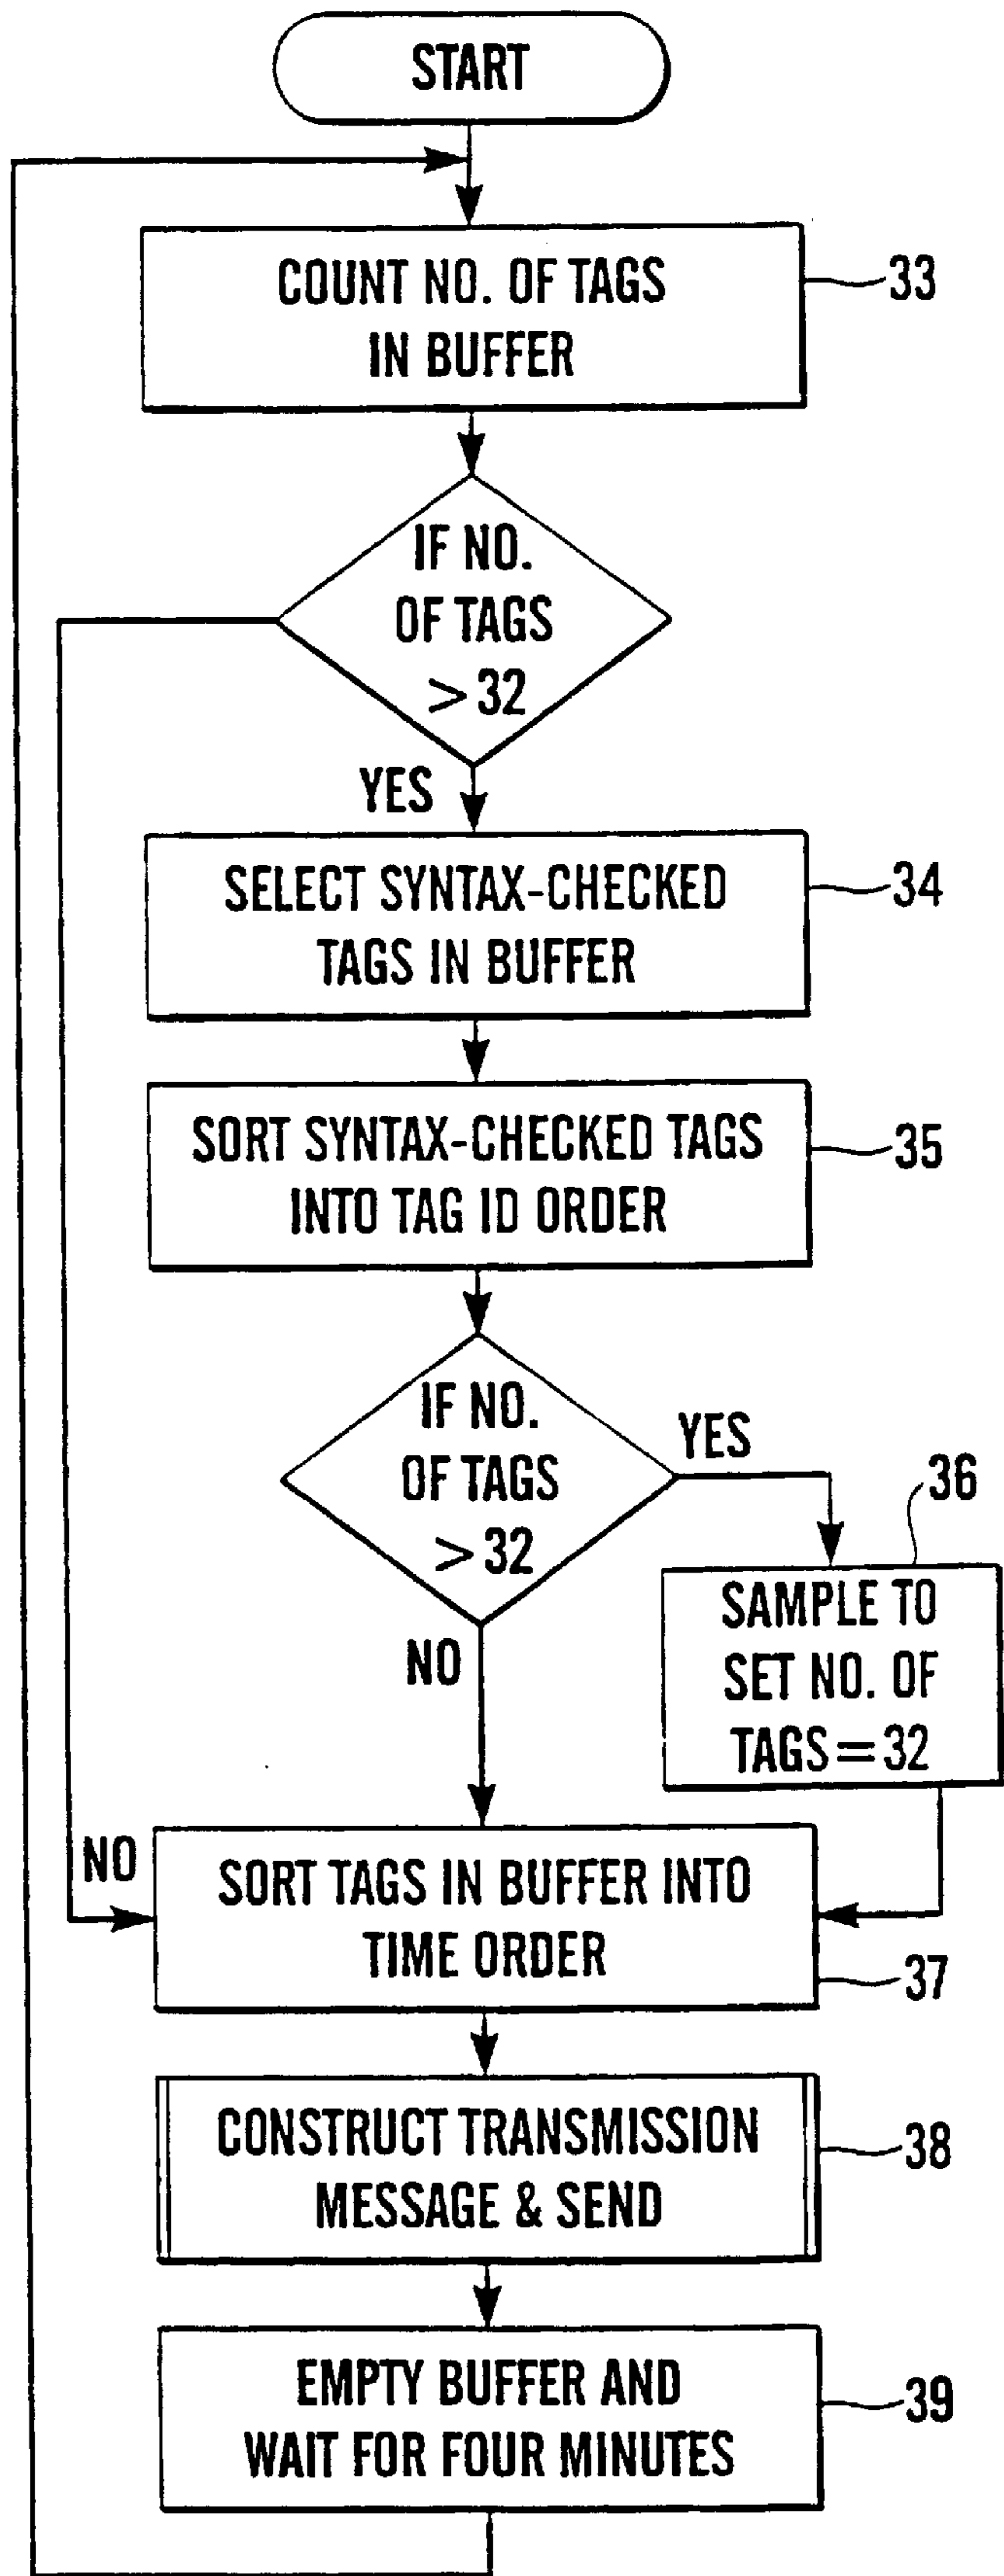 START
COUNT NO. OF TAGS
IN BUFFER
33
IF NO.
OF TAGS
> 32
YES
SELECT SYNTAX-CHECKED
TAGS IN BUFFER
34
SORT SYNTAX-CHECKED TAGS
INTO TAG ID ORDER
35
IF NO.
OF TAGS
> 32
YES
36
SAMPLE TO
SET NO. OF
TAGS = 32
NO
NO
SORT TAGS IN BUFFER INTO
TIME ORDER
37
CONSTRUCT TRANSMISSION
MESSAGE & SEND
38
EMPTY BUFFER AND
WAIT FOR FOUR MINUTES
39